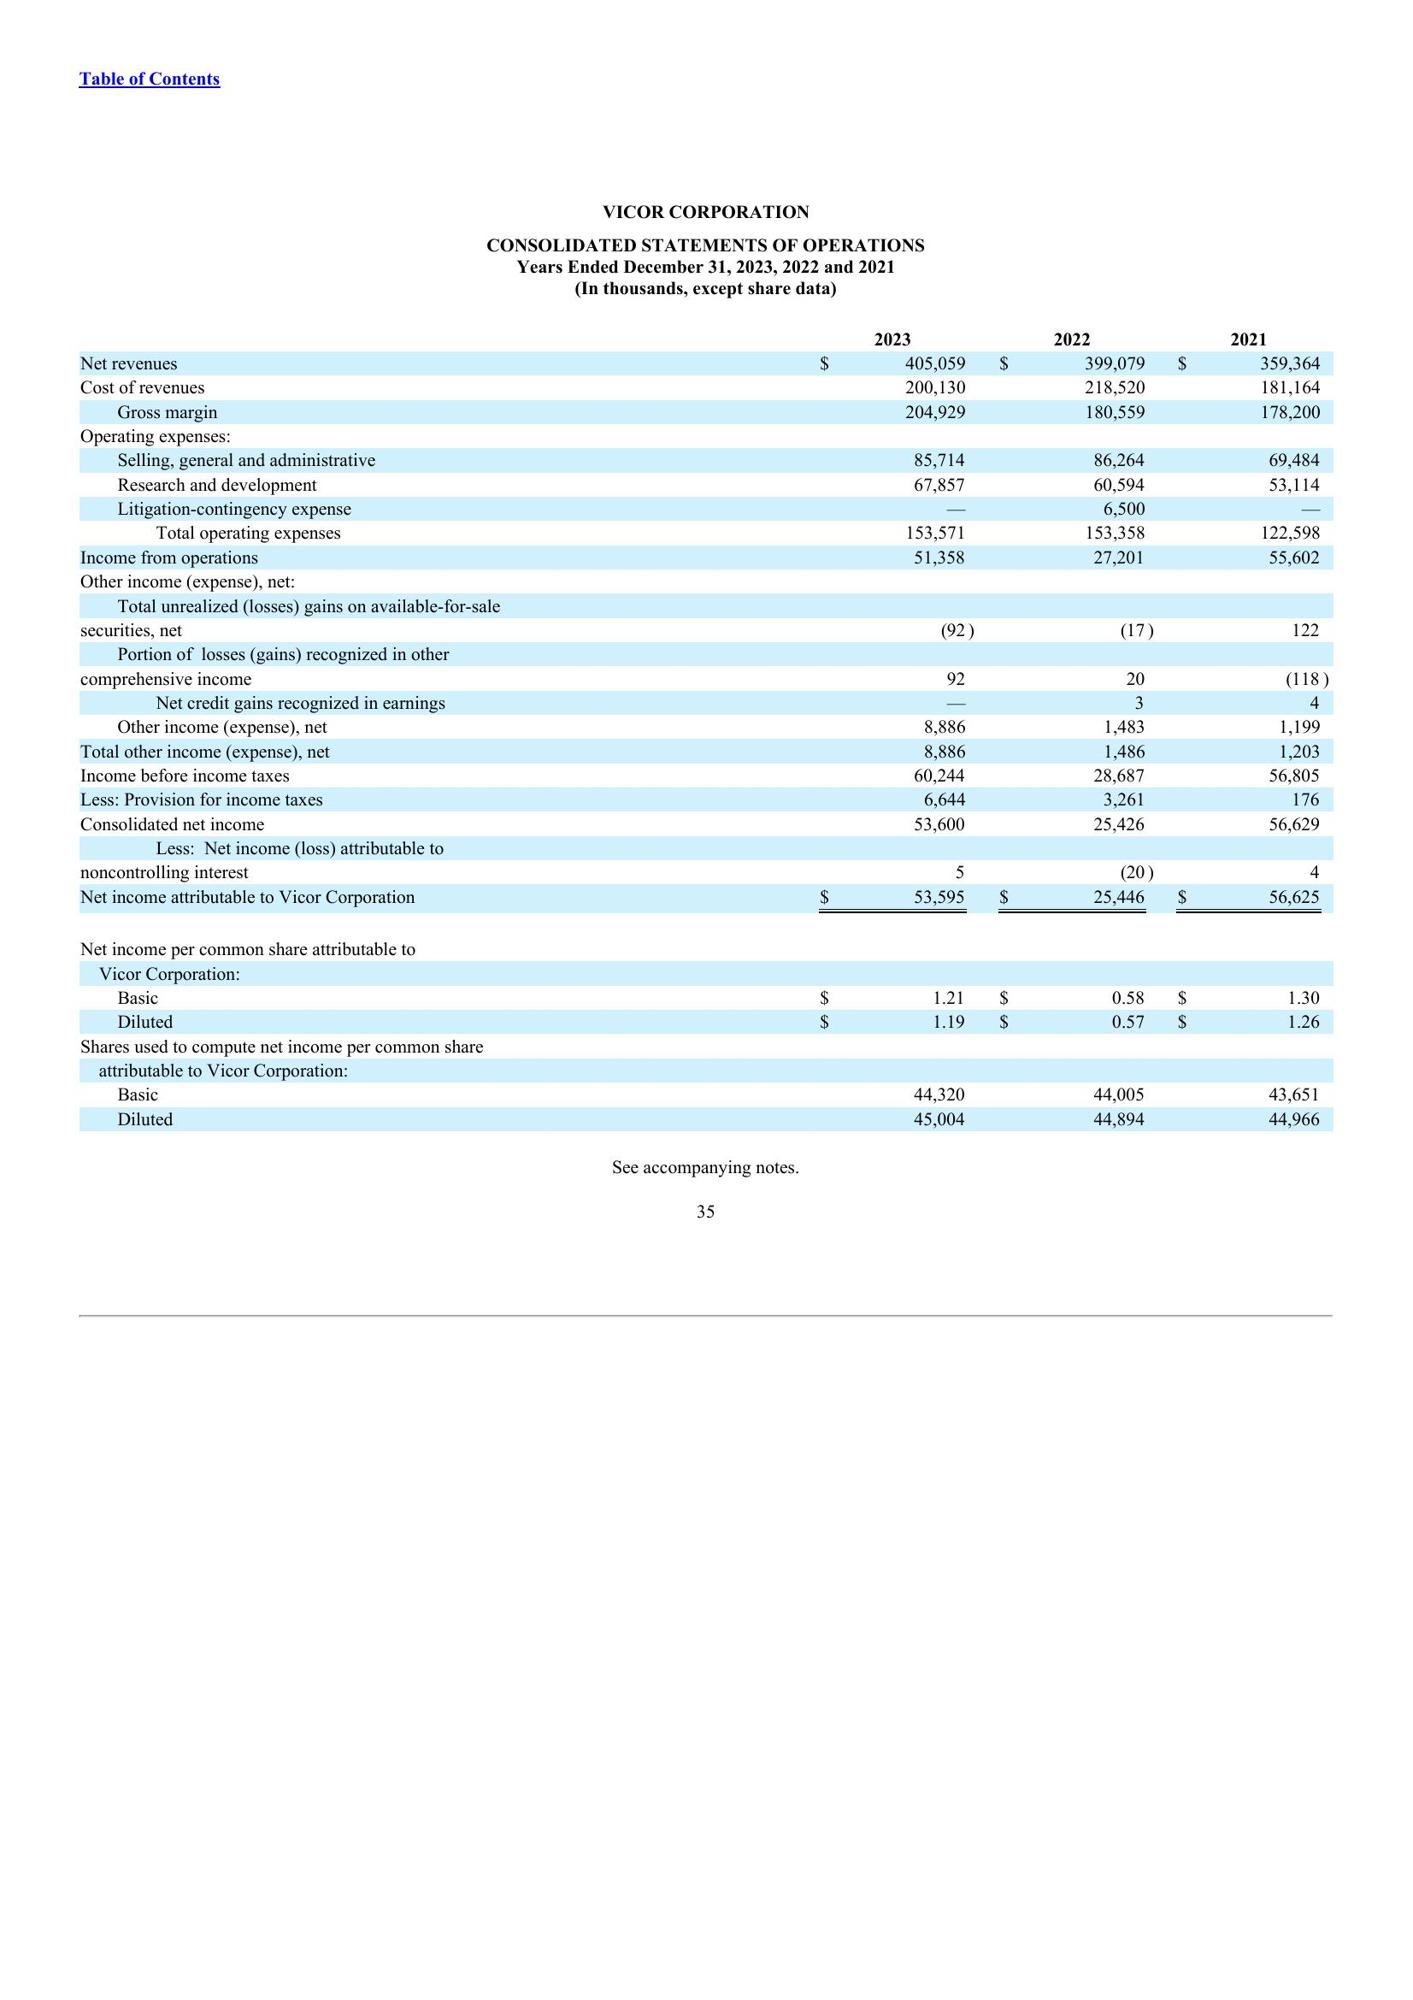 Table of Contents
VICOR CORPORATION
CONSOLIDATED STATEMENTS OF OPERATIONS
Years Ended December 31, 2023, 2022 and 2021
(In thousands, except share data)
2023 2022 2021
Net revenues $ 405,059 $ 399,079 $ 359,364
Cost of revenues 200,130 218,520 181,164
Gross margin 204,929 180,559 178,200
Operating expenses:
Selling, general and administrative 85,714 86,264 69,484
Research and development 67,857 60,594 53,114
Litigation-contingency expense — 6,500 —
Total operating expenses 153,571 153,358 122,598
Income from operations 51,358 27,201 55,602
Other income (expense), net:
Total unrealized (losses) gains on available-for-sale
securities, net (92) (17) 122
Portion of losses (gains) recognized in other
comprehensive income 92 20 (118)
Net credit gains recognized in earnings — 3 4
Other income (expense), net 8,886 1,483 1,199
Total other income (expense), net 8,886 1,486 1,203
Income before income taxes 60,244 28,687 56,805
Less: Provision for income taxes 6,644 3,261 176
Consolidated net income 53,600 25,426 56,629
Less: Net income (loss) attributable to
noncontrolling interest 5 (20) 4
Net income attributable to Vicor Corporation $ 53,595 $ 25,446 $ 56,625
Net income per common share attributable to
Vicor Corporation:
Basic $ 1.21 $ 0.58 $ 1.30
Diluted $ 1.19 $ 0.57 $ 1.26
Shares used to compute net income per common share
attributable to Vicor Corporation:
Basic 44,320 44,005 43,651
Diluted 45,004 44,894 44,966
See accompanying notes.
35